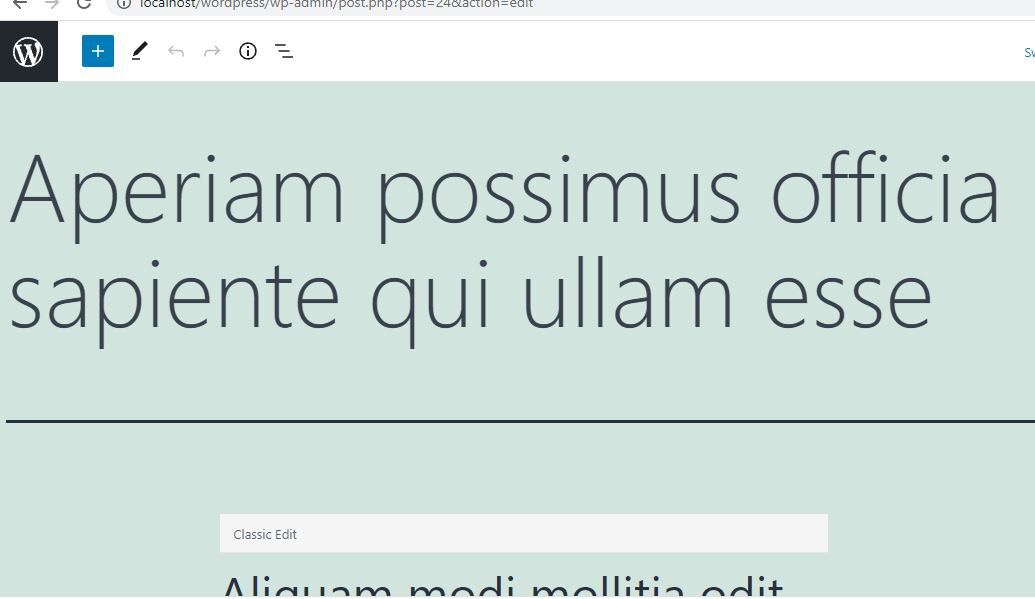 localhost/wordpress/wp-admin/post.php?post=24&action=edit
Aperiam possimus officia
sapiente qui ullam esse
Classic Edit
Aliquam modi mollitia edit